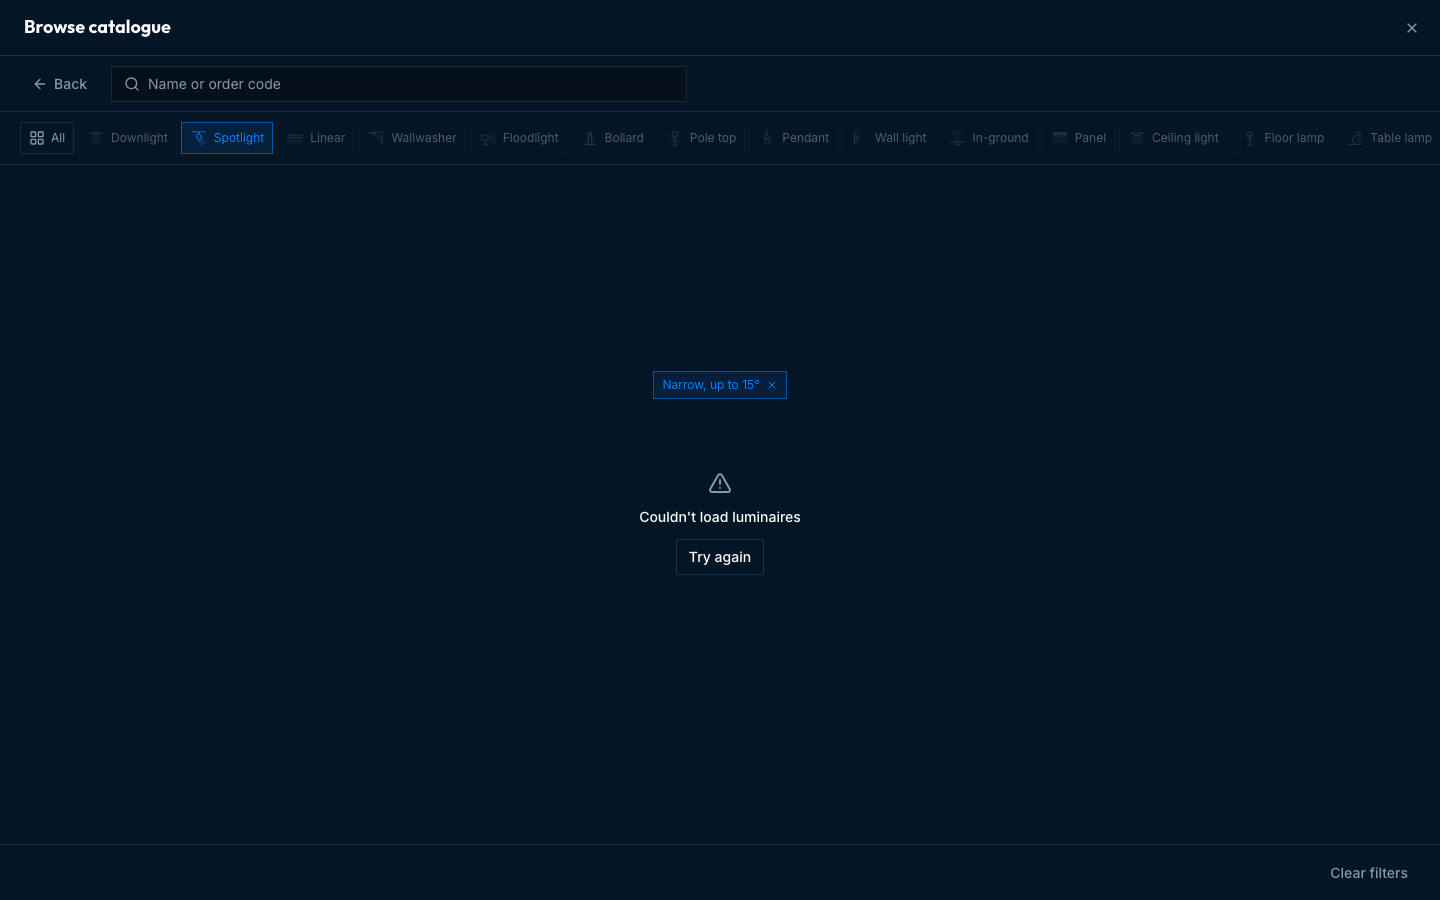 Browse catalogue
Back
Name or order code
All Downlight Spotlight Linear Wallwasher Floodlight Bollard Pole top Pendant Wall light In-ground Panel Ceiling light Floor lamp Table lamp
Narrow, up to 15°
Couldn't load luminaires
Try again
Clear filters